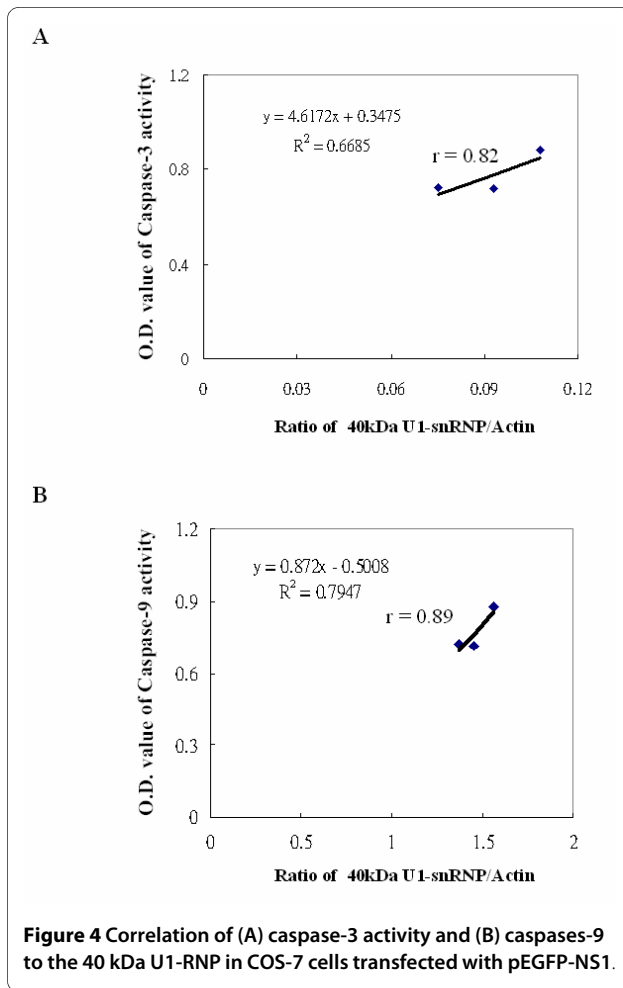 A
1.2
0.8
0.4
0
O.D. value of Caspase-3 activity
y = 4.6172x + 0.3475
R² = 0.6685
r = 0.82
0 0.03 0.06 0.09 0.12
Ratio of 40kDa U1-snRNP/Actin
B
1.2
0.9
0.6
0.3
0
O.D. value of Caspase-9 activity
y = 0.872x - 0.5008
R² = 0.7947
r = 0.89
0 0.5 1 1.5 2
Ratio of 40kDa U1-snRNP/Actin
Figure 4 Correlation of (A) caspase-3 activity and (B) caspases-9
to the 40 kDa U1-RNP in COS-7 cells transfected with pEGFP-NS1.